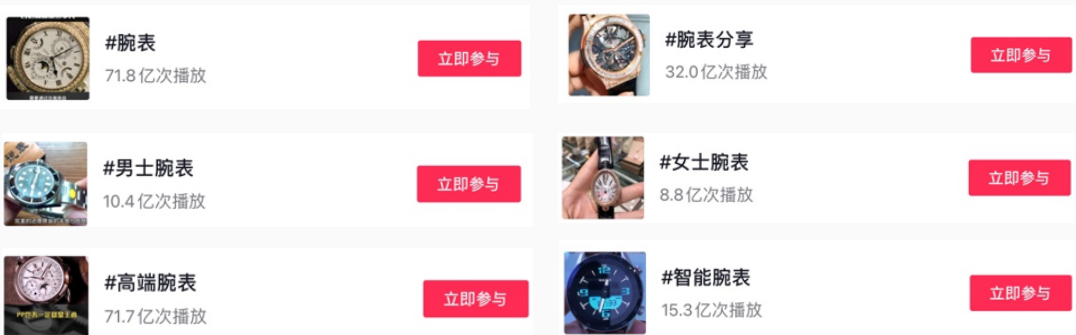 #腕表
71.8亿次播放
立即参与
#腕表分享
32.0亿次播放
立即参与
#男士腕表
10.4亿次播放
立即参与
#女士腕表
8.8亿次播放
立即参与
#高端腕表
71.7亿次播放
立即参与
#智能腕表
15.3亿次播放
立即参与